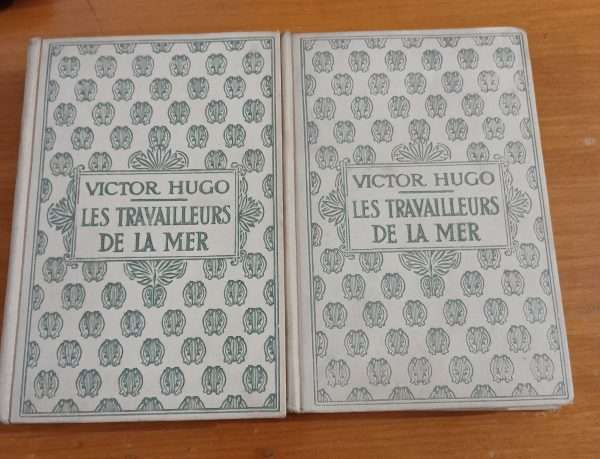 VICTOR HUGO
LES TRAVAILLEURS
DE LA MER
VICTOR HUGO
LES TRAVAILLEURS
DE LA MER